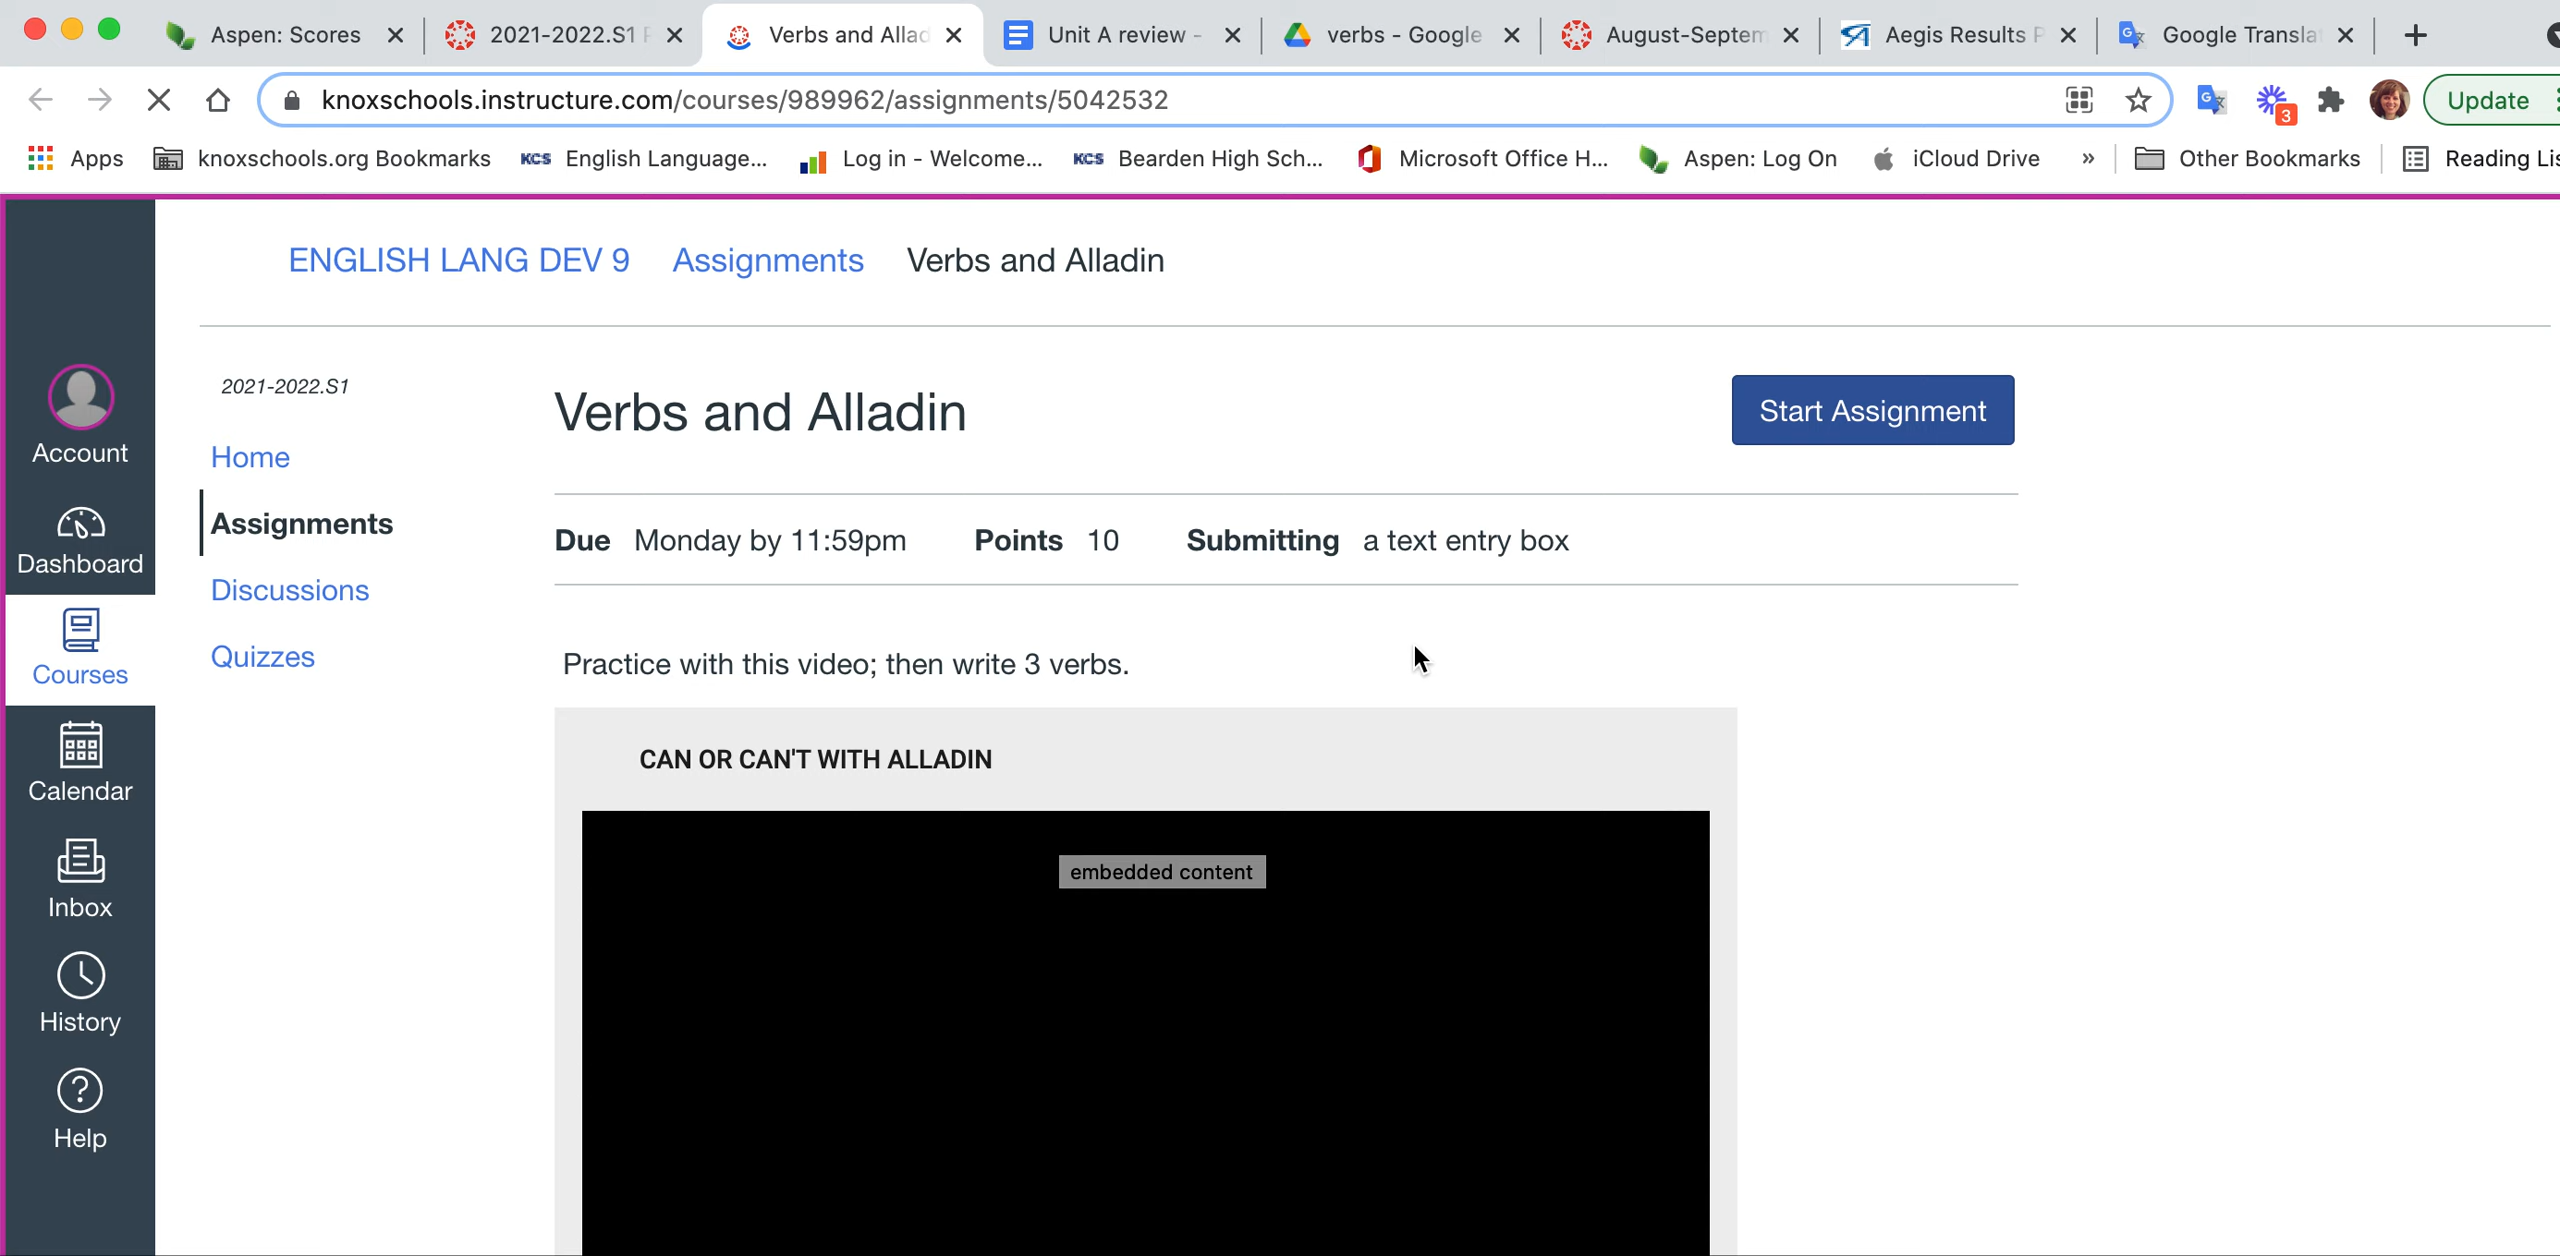 Aspen: Scores
2021-2022.S1
Verbs and Allad
Unit A review -
verbs - Google
August-Septem
Aegis Results P
Google Transla
knoxschools.instructure.com/courses/989962/assignments/5042532
3
Update
Apps
knoxschools.org Bookmarks
KCS English Language...
Log in - Welcome...
KCS Bearden High Sch...
Microsoft Office H...
Aspen: Log On
iCloud Drive
»
Other Bookmarks
Reading Lis
ENGLISH LANG DEV 9 Assignments Verbs and Alladin
Account
Dashboard
Courses
Calendar
Inbox
History
Help
2021-2022.S1
Home
Assignments
Discussions
Quizzes
Verbs and Alladin
Start Assignment
Due Monday by 11:59pm Points 10 Submitting a text entry box
Practice with this video; then write 3 verbs.
CAN OR CAN'T WITH ALLADIN
embedded content